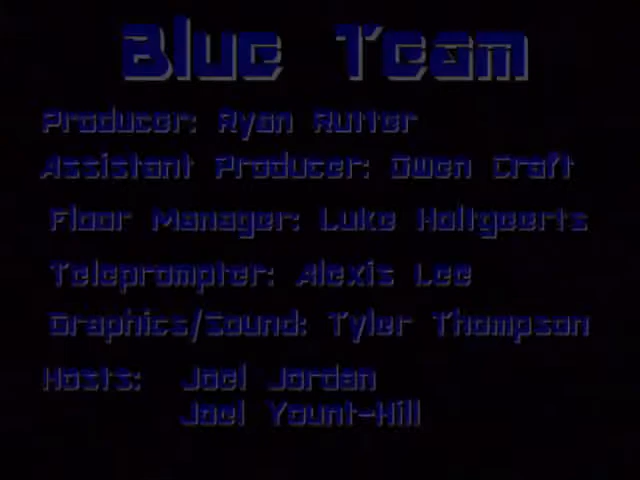 Blue Team
Producer: Ryan Rutter
Assistant Producer: Owen Craft
Floor Manager: Luke Holtgeerts
Teleprompter: Alexis Lee
Graphics/Sound: Tyler Thompson
Hosts: Joel Jordan
Joel Yount-Hill